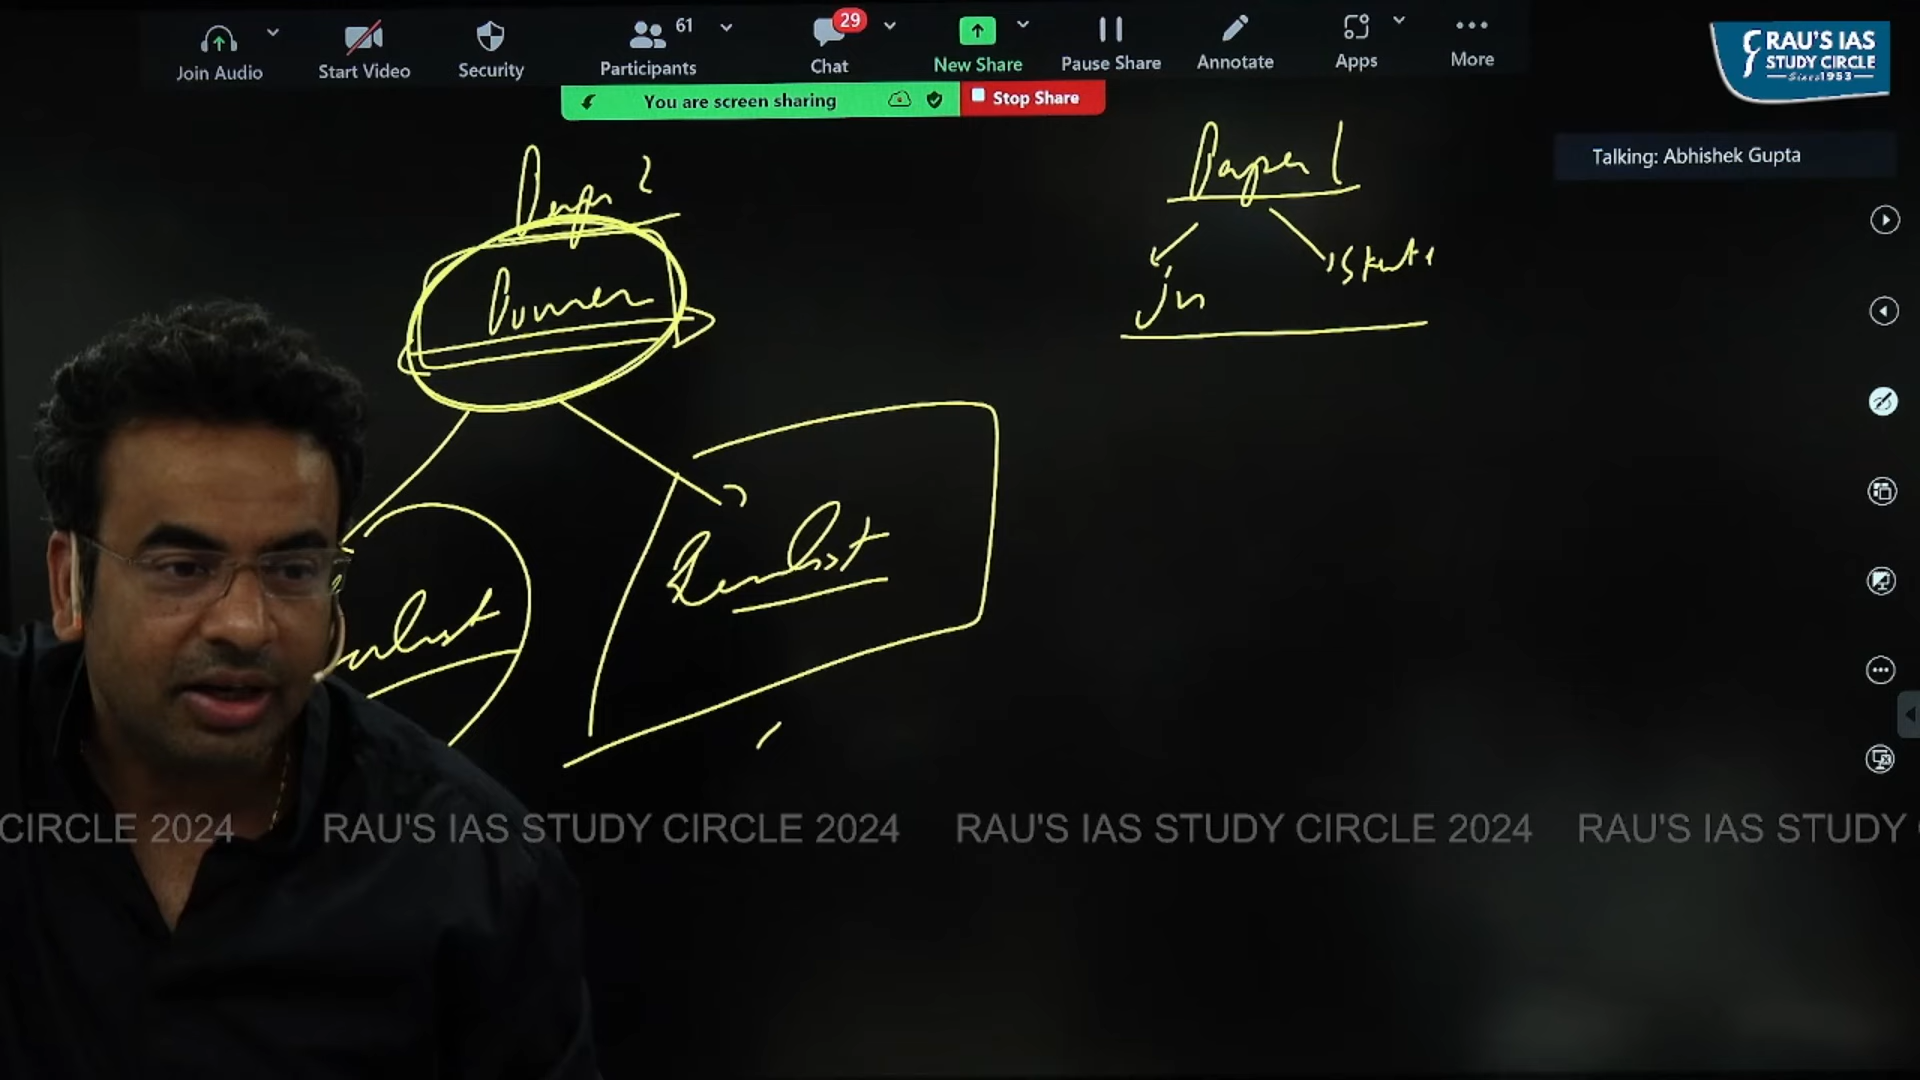 61
29
Join Audio
Start Video
Security
Participants
Chat
New Share
Pause Share
Annotate
Apps
More
You are screen sharing
Stop Share
RAU'S IAS
STUDY CIRCLE
Since 1953
Talking: Abhishek Gupta
Paper 2
Paper 1
Power
CIRCLE 2024 RAU'S IAS STUDY CIRCLE 2024 RAU'S IAS STUDY CIRCLE 2024 RAU'S IAS STUDY